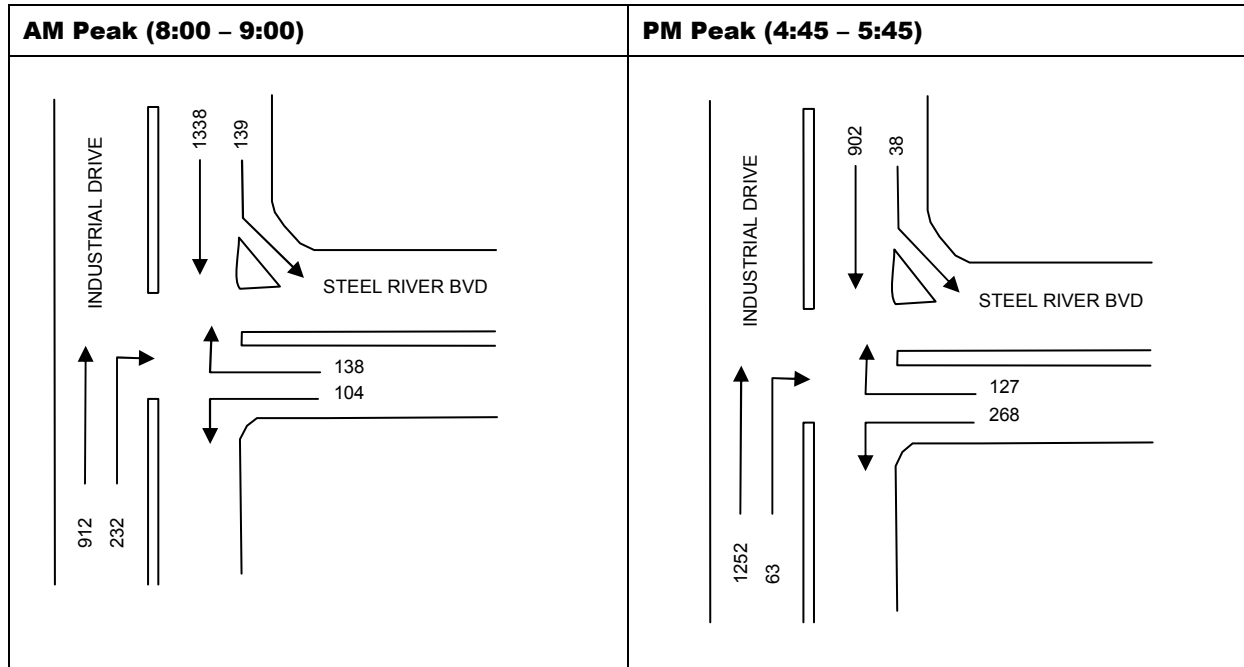 AM Peak (8:00 – 9:00)
1338
139
INDUSTRIAL DRIVE
STEEL RIVER BVD
138
104
912
232
PM Peak (4:45 – 5:45)
902
38
INDUSTRIAL DRIVE
STEEL RIVER BVD
127
268
1252
63